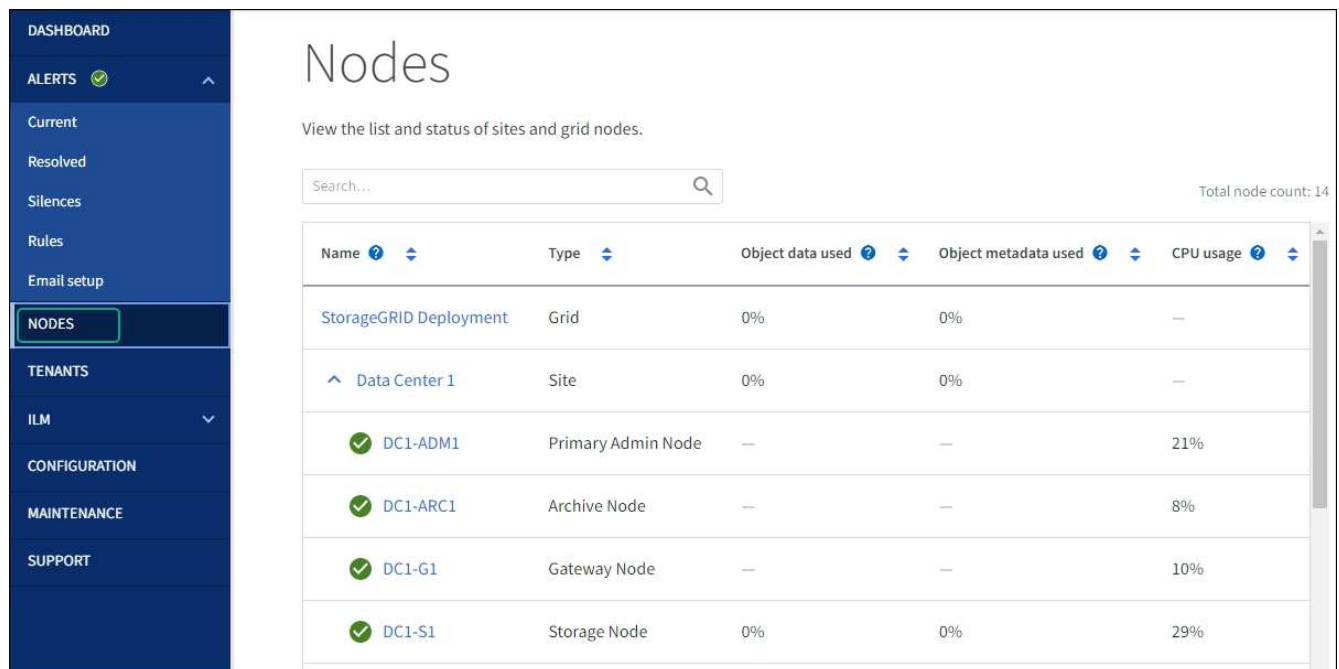 DASHBOARD
ALERTS
Current
Resolved
Silences
Rules
Email setup
NODES
TENANTS
ILM
CONFIGURATION
MAINTENANCE
SUPPORT
Nodes
View the list and status of sites and grid nodes.
Search...
Total node count: 14
Name ? Type Object data used ? Object metadata used ? CPU usage ?
StorageGRID Deployment Grid 0% 0% —
Data Center 1 Site 0% 0% —
DC1-ADM1 Primary Admin Node — — 21%
DC1-ARC1 Archive Node — — 8%
DC1-G1 Gateway Node — — 10%
DC1-S1 Storage Node 0% 0% 29%